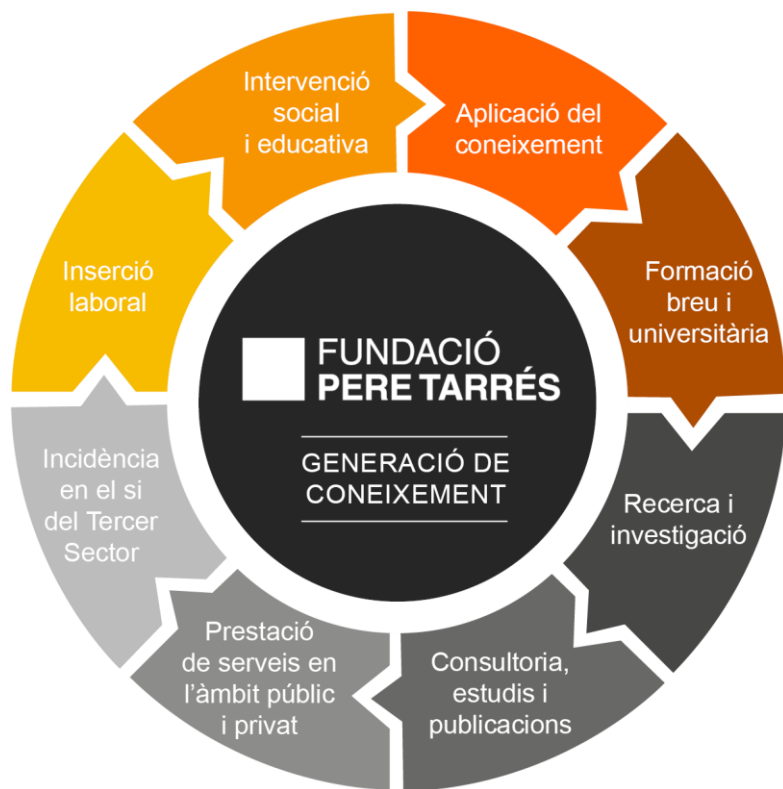 Intervenció
social
i educativa
Aplicació del
coneixement
Formació
breu i
universitària
Recerca i
investigació
Consultoria,
estudis i
publicacions
Prestació
de serveis en
l'àmbit públic
i privat
Incidència
en el si
del Tercer
Sector
Inserció
laboral
FUNDACIÓ
PERE TARRÉS
GENERACIÓ DE
CONEIXEMENT